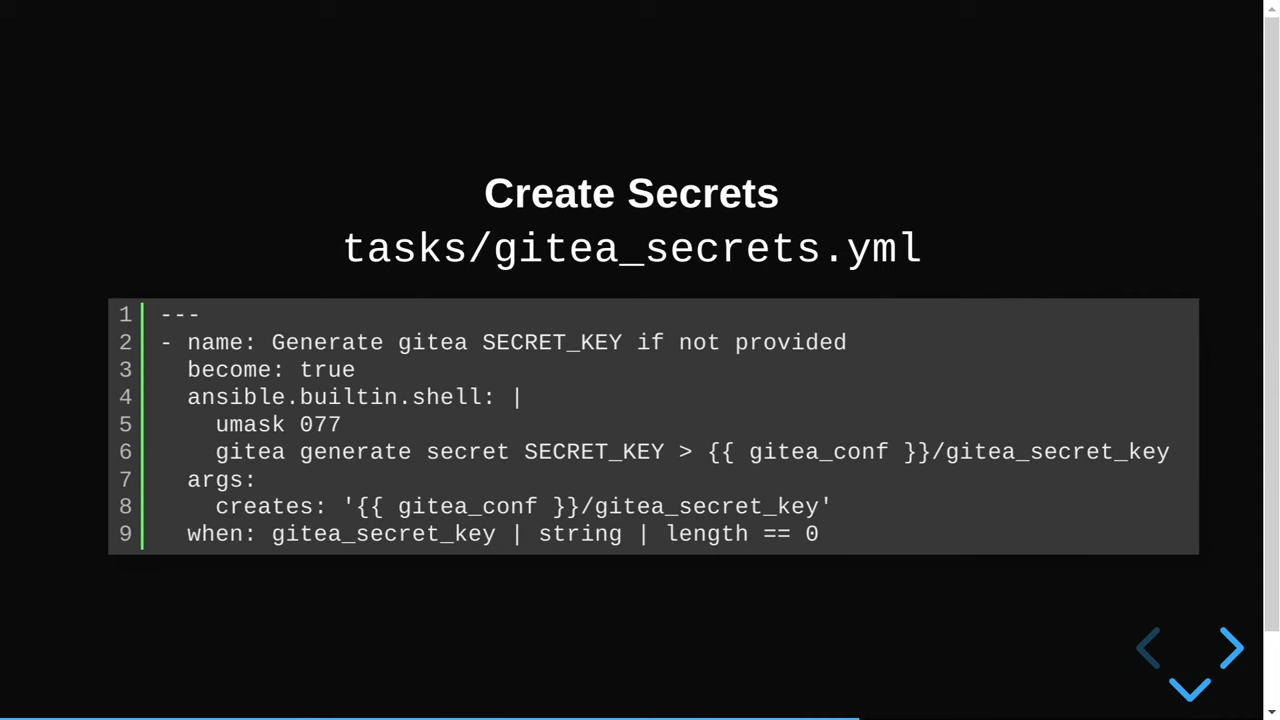 Create Secrets
tasks/gitea_secrets.yml
1 ---
2 - name: Generate gitea SECRET_KEY if not provided
3   become: true
4   ansible.builtin.shell: |
5     umask 077
6     gitea generate secret SECRET_KEY > {{ gitea_conf }}/gitea_secret_key
7   args:
8     creates: '{{ gitea_conf }}/gitea_secret_key'
9   when: gitea_secret_key | string | length == 0